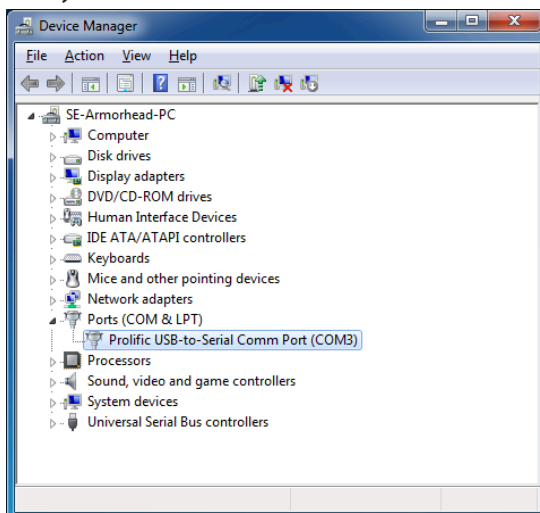 Device Manager
File Action View Help
SE-Armorhead-PC
Computer
Disk drives
Display adapters
DVD/CD-ROM drives
Human Interface Devices
IDE ATA/ATAPI controllers
Keyboards
Mice and other pointing devices
Network adapters
Ports (COM & LPT)
Prolific USB-to-Serial Comm Port (COM3)
Processors
Sound, video and game controllers
System devices
Universal Serial Bus controllers